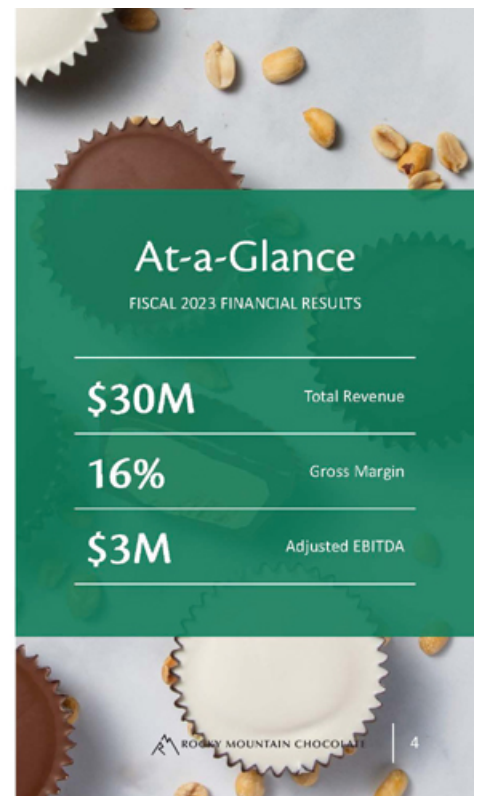 At-a-Glance
FISCAL 2023 FINANCIAL RESULTS
$30M Total Revenue
16% Gross Margin
$3M Adjusted EBITDA
ROCKY MOUNTAIN CHOCOLATE 4